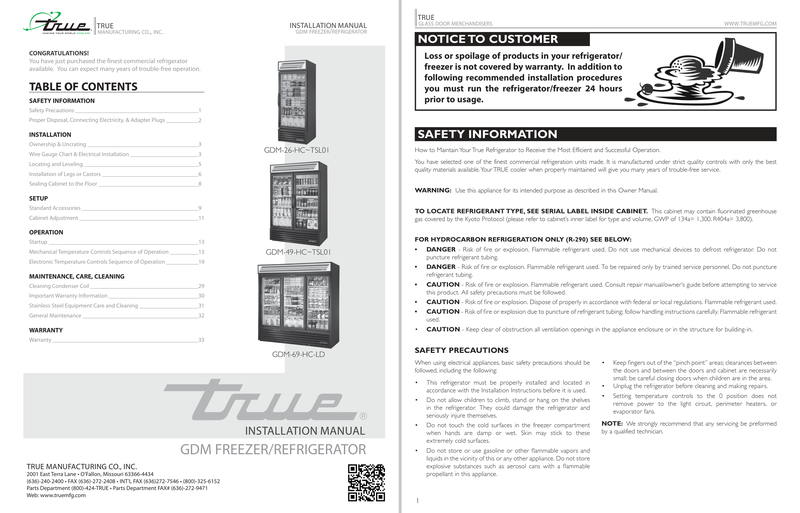 true
TRUE
MANUFACTURING CO., INC.
INSTALLATION MANUAL
GDM-FREEZER/REFRIGERATOR
CONGRATULATIONS!
You have just purchased the finest commercial refrigerator
available. You can expect many years of trouble-free operation.
TABLE OF CONTENTS
SAFETY INFORMATION
Safety Precautions 1
Proper Disposal, Connecting Electricity, & Adapter Plugs 2
INSTALLATION
Ownership & Uncrating 3
Wire Gauge Chart & Electrical Installation 3
Locating and Leveling 5
Installation of Legs or Castors 6
Sealing Cabinet to the Floor 8
SETUP
Standard Accessories 9
Cabinet Adjustment 11
OPERATION
Startup 13
Mechanical Temperature Controls Sequence of Operation 13
Electronic Temperature Controls Sequence of Operation 19
MAINTENANCE, CARE, CLEANING
Cleaning Condenser Coil 29
Important Warranty Information 30
Stainless Steel Equipment Care and Cleaning 31
General Maintenance 32
WARRANTY
Warranty 33
GDM-26-HC~TSL01
GDM-49-HC~TSL01
GDM-69-HC-LD
true®
INSTALLATION MANUAL
GDM FREEZER/REFRIGERATOR
TRUE MANUFACTURING CO., INC.
2001 East Terra Lane • O'Fallon, Missouri 63366-4434
(636)-240-2400 • FAX (636)-272-2408 • INT'L FAX (636)272-7546 • (800)-325-6152
Parts Department (800)-424-TRUE • Parts Department FAX# (636)-272-9471
Web: www.truemfg.com
TRUE
GLASS DOOR MERCHANDISERS
WWW.TRUEMFG.COM
NOTICE TO CUSTOMER
Loss or spoilage of products in your refrigerator/
freezer is not covered by warranty. In addition to
following recommended installation procedures
you must run the refrigerator/freezer 24 hours
prior to usage.
SAFETY INFORMATION
How to Maintain Your True Refrigerator to Receive the Most Efficient and Successful Operation.
You have selected one of the finest commercial refrigeration units made. It is manufactured under strict quality controls with only the best
quality materials available. Your TRUE cooler when properly maintained will give you many years of trouble-free service.
WARNING: Use this appliance for its intended purpose as described in this Owner Manual.
TO LOCATE REFRIGERANT TYPE, SEE SERIAL LABEL INSIDE CABINET. This cabinet may contain fluorinated greenhouse
gas covered by the Kyoto Protocol (please refer to cabinet's inner label for type and volume, GWP of 134a= 1,300. R404a= 3,800).
FOR HYDROCARBON REFRIGERATION ONLY (R-290) SEE BELOW:
• DANGER - Risk of fire or explosion. Flammable refrigerant used. Do not use mechanical devices to defrost refrigerator. Do not
puncture refrigerant tubing.
• DANGER - Risk of fire or explosion. Flammable refrigerant used. To be repaired only by trained service personnel. Do not puncture
refrigerant tubing.
• CAUTION - Risk of fire or explosion. Flammable refrigerant used. Consult repair manual/owner's guide before attempting to service
this product. All safety precautions must be followed.
• CAUTION - Risk of fire or explosion. Dispose of properly in accordance with federal or local regulations. Flammable refrigerant used.
• CAUTION - Risk of fire or explosion due to puncture of refrigerant tubing; follow handling instructions carefully. Flammable refrigerant
used.
• CAUTION - Keep clear of obstruction all ventilation openings in the appliance enclosure or in the structure for building-in.
SAFETY PRECAUTIONS
When using electrical appliances, basic safety precautions should be
followed, including the following:
• This refrigerator must be properly installed and located in
accordance with the Installation Instructions before it is used.
• Do not allow children to climb, stand or hang on the shelves
in the refrigerator. They could damage the refrigerator and
seriously injure themselves.
• Do not touch the cold surfaces in the freezer compartment
when hands are damp or wet. Skin may stick to these
extremely cold surfaces.
• Do not store or use gasoline or other flammable vapors and
liquids in the vicinity of this or any other appliance. Do not store
explosive substances such as aerosol cans with a flammable
propellant in this appliance.
• Keep fingers out of the "pinch point" areas; clearances between
the doors and between the doors and cabinet are necessarily
small; be careful closing doors when children are in the area.
• Unplug the refrigerator before cleaning and making repairs.
• Setting temperature controls to the 0 position does not
remove power to the light circuit, perimeter heaters, or
evaporator fans.
NOTE: We strongly recommend that any servicing be preformed
by a qualified technician.
1